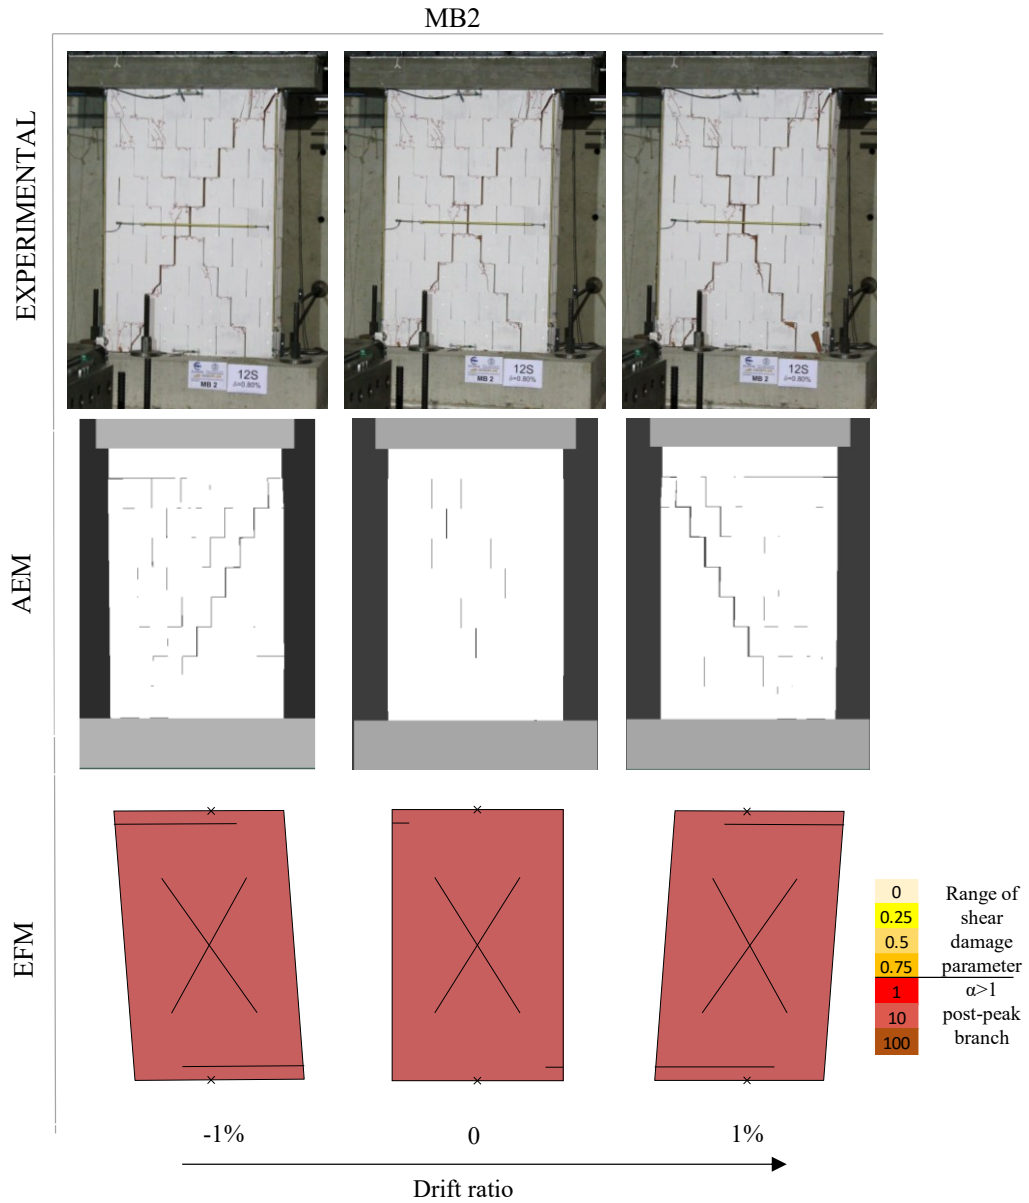 MB2
EXPERIMENTAL
12S
δ=0.80%
MB 2
12S
δ=0.80%
MB 2
12S
δ=0.80%
MB 2
AEM
EFM
0
0.25
0.5
0.75
1
10
100
Range of
shear
damage
parameter
α>1
post-peak
branch
-1%
0
1%
Drift ratio